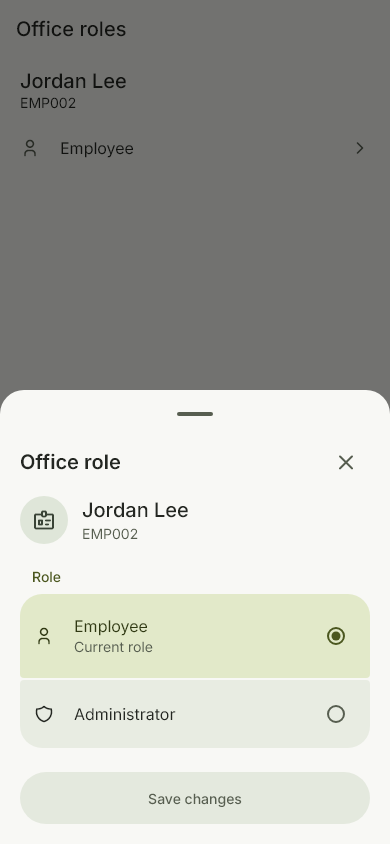 Office roles
Jordan Lee
EMP002
Employee
Office role
Jordan Lee
EMP002
Role
Employee
Current role
Administrator
Save changes